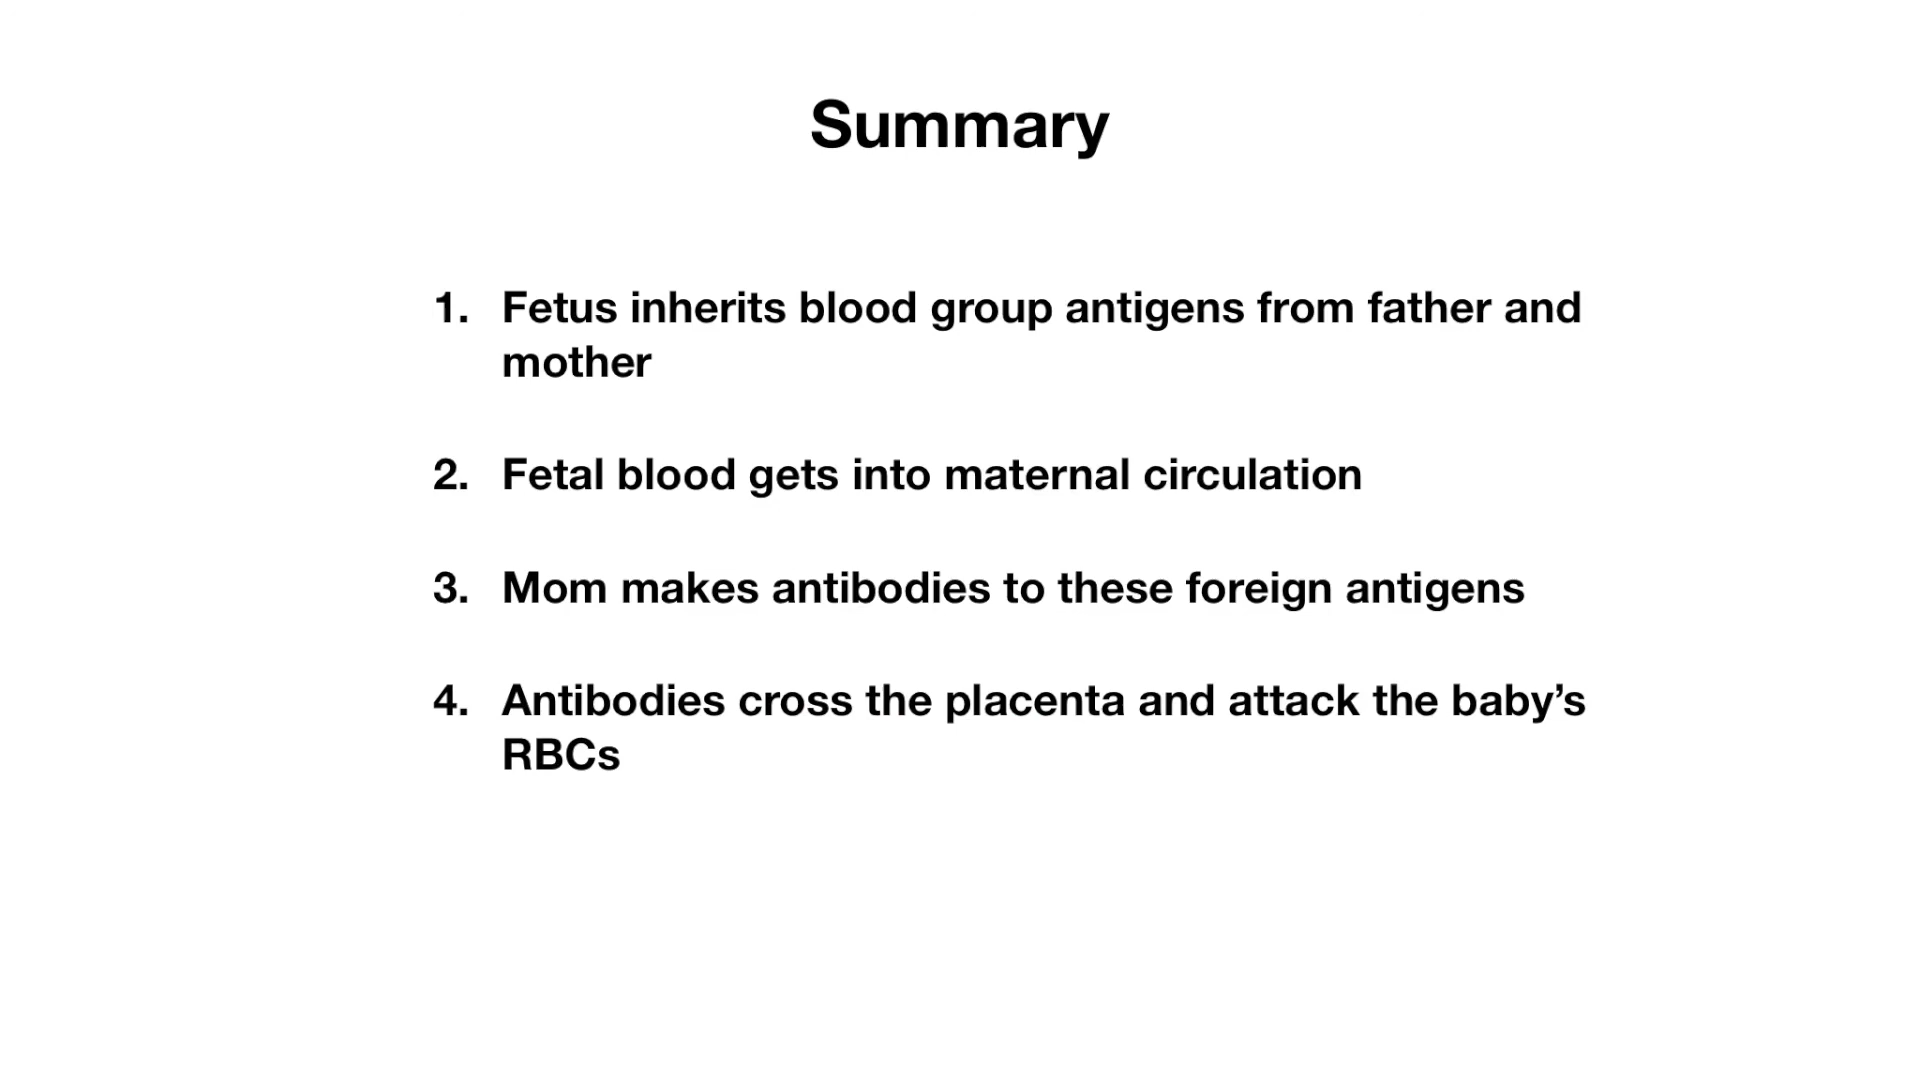 Summary
1. Fetus inherits blood group antigens from father and
mother
2. Fetal blood gets into maternal circulation
3. Mom makes antibodies to these foreign antigens
4. Antibodies cross the placenta and attack the baby’s
RBCs